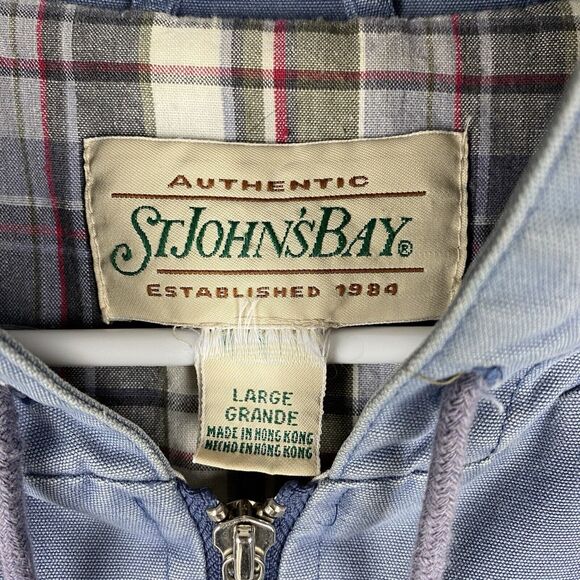 AUTHENTIC
ST JOHN'S BAY®
ESTABLISHED 1984
LARGE
GRANDE
MADE IN HONG KONG
HECHO EN HONG KONG